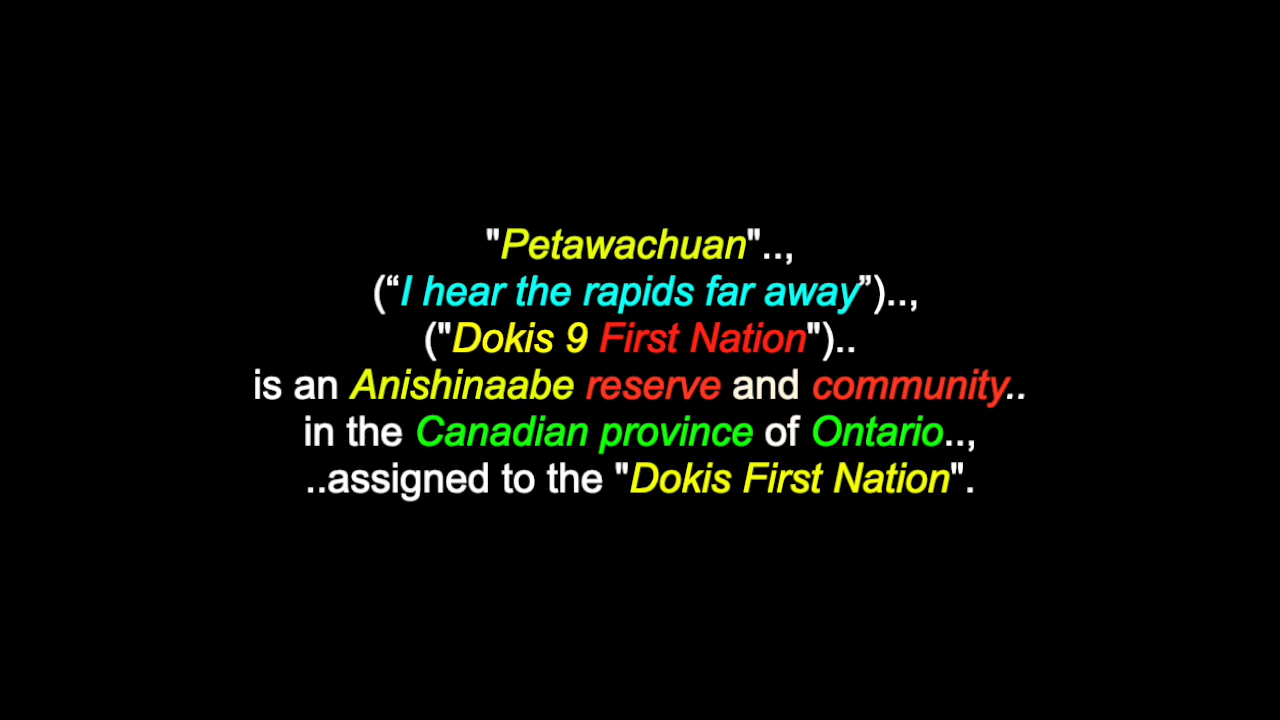 "Petawachuan"..,
(“I hear the rapids far away”)..,
("Dokis 9 First Nation")..
is an Anishinaabe reserve and community..
in the Canadian province of Ontario..,
..assigned to the "Dokis First Nation".